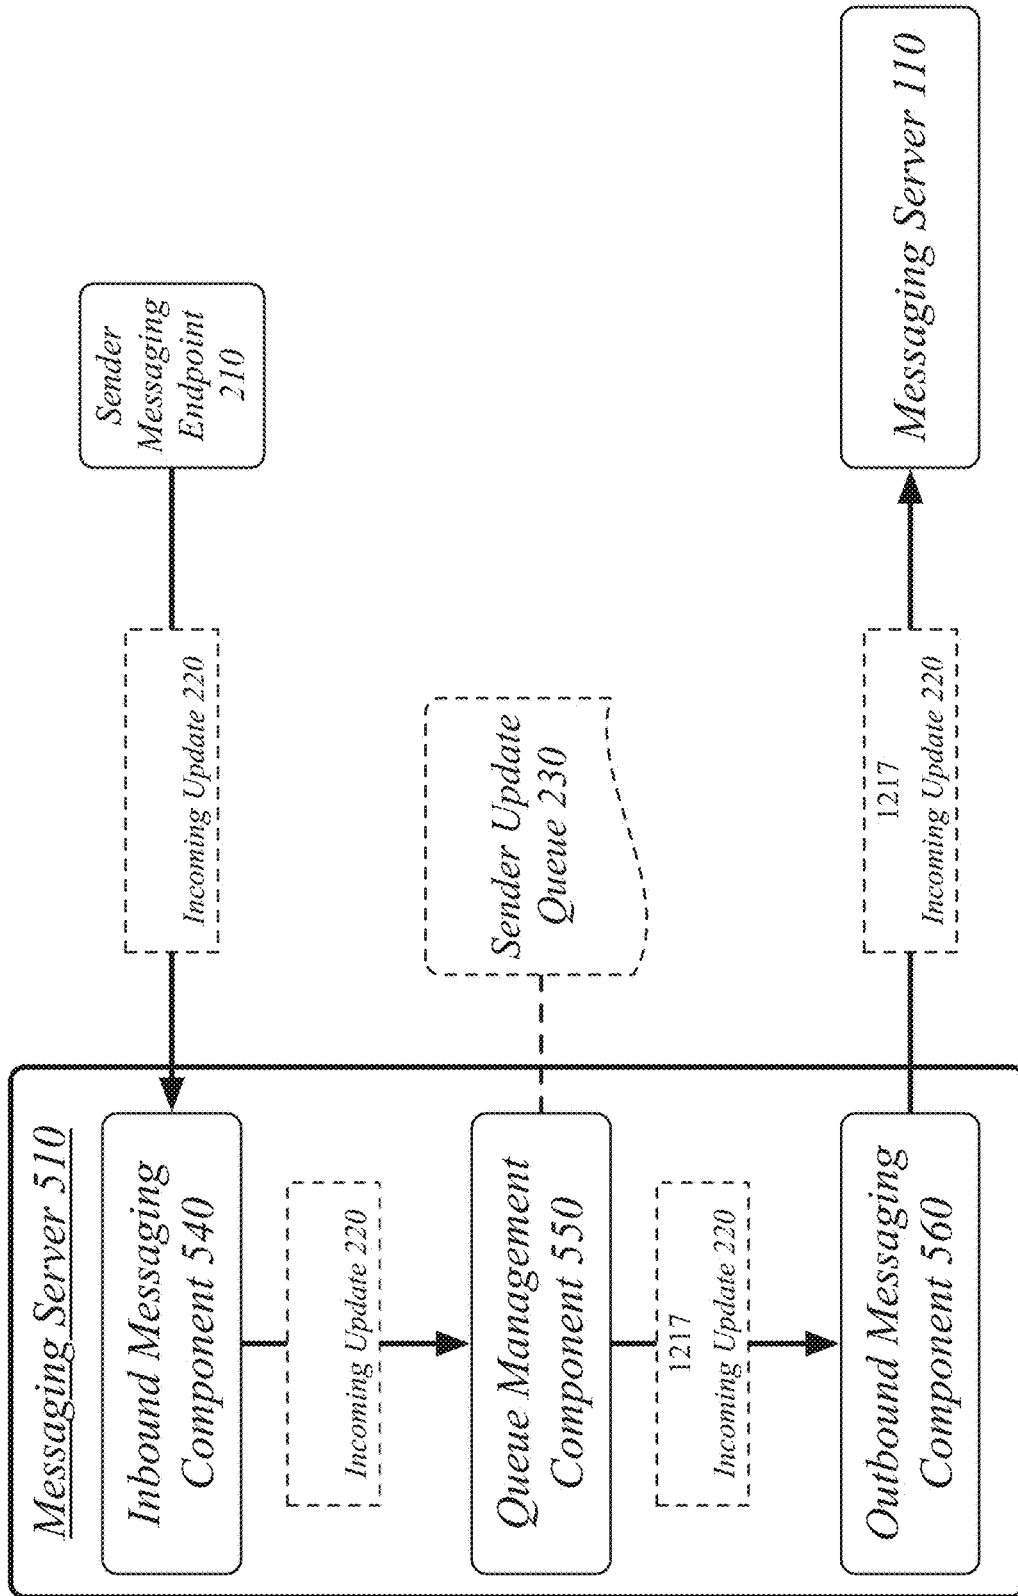 Messaging Server 510
Inbound Messaging
Component 540
Incoming Update 220
Sender
Messaging
Endpoint
210
Incoming Update 220
Queue Management
Component 550
Sender Update
Queue 230
1217
Incoming Update 220
Outbound Messaging
Component 560
1217
Incoming Update 220
Messaging Server 110